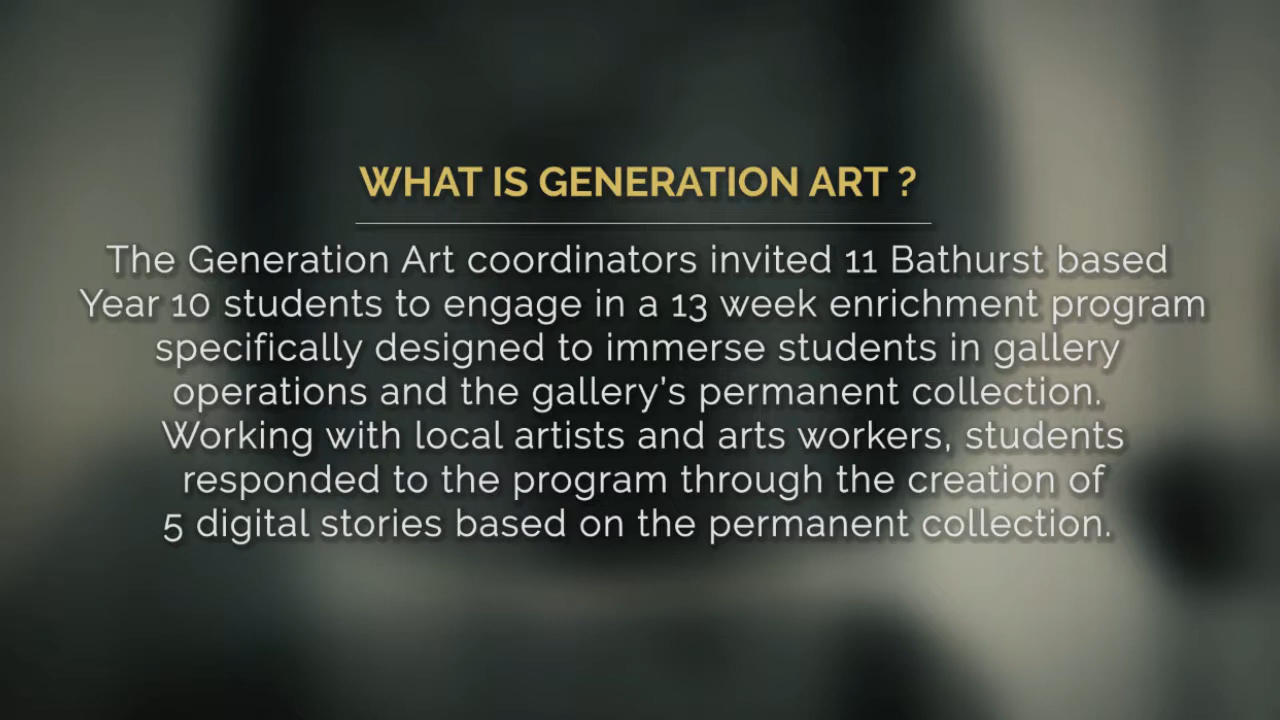 WHAT IS GENERATION ART ?
The Generation Art coordinators invited 11 Bathurst based
Year 10 students to engage in a 13 week enrichment program
specifically designed to immerse students in gallery
operations and the gallery's permanent collection.
Working with local artists and arts workers, students
responded to the program through the creation of
5 digital stories based on the permanent collection.